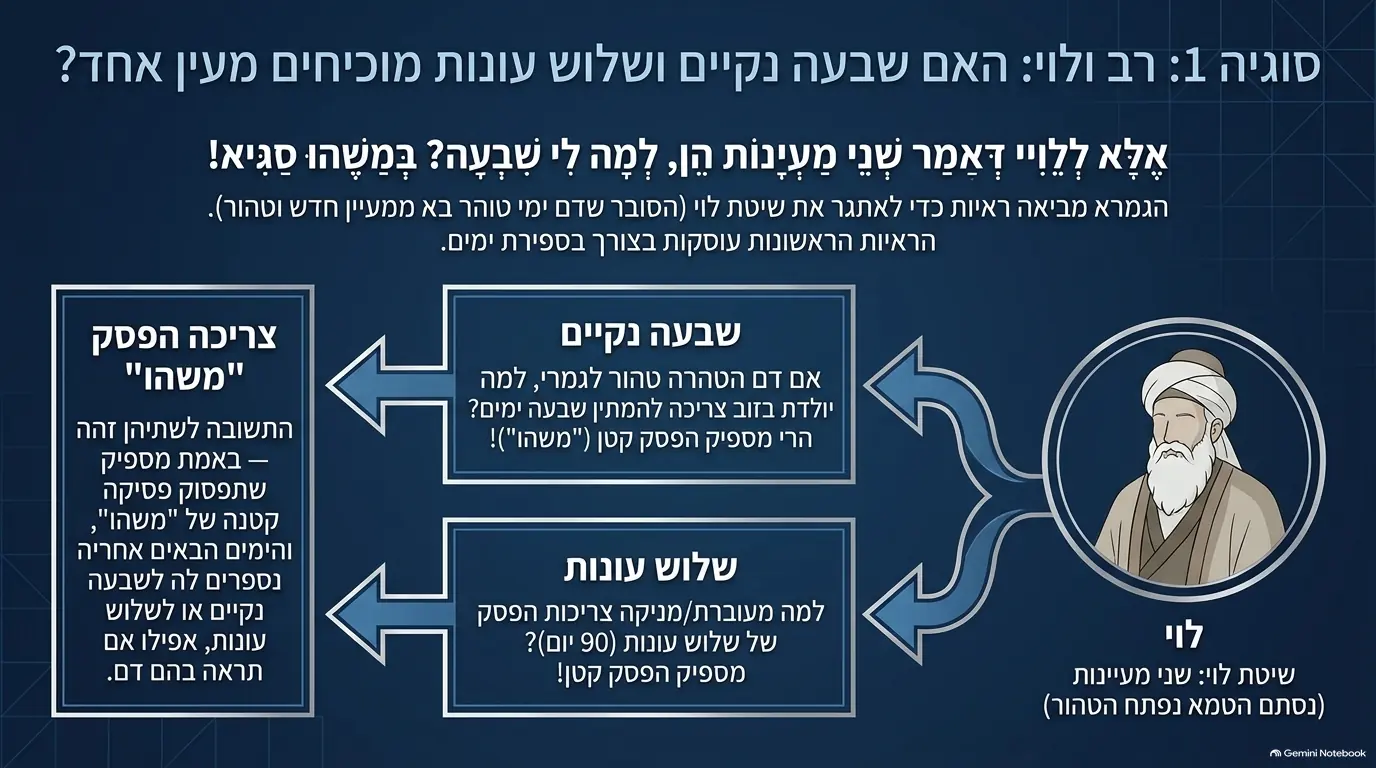 סוגיה 1: רב ולוי: האם שבעה נקיים ושלוש עונות מוכיחים מעין אחד?
אֶלָּא לְלֵוִיי דְּאַמַר שְׁנֵי מַעְיָנוֹת הֵן, לְמָה לִי שִׁבְעָה? בְּמַשֶּׁהוּ סַגִּיא!
הגמרא מביאה ראיות כדי לאתגר את שיטת לוי (הסובר שדם ימי טוהר בא ממעיין חדש וטהור).
הראיות הראשונות עוסקות בצורך בספירת ימים.
לוי
שיטת לוי: שני מעיינות
(נסתם הטמא נפתח הטהור)
שבעה נקיים
אם דם הטהרה טהור לגמרי, למה
יולדת בזוב צריכה להמתין שבעה ימים?
הרי מספיק הפסק קטן ("משהו")!
שלוש עונות
למה מעוברת/מניקה צריכות הפסק
של שלוש עונות (90 יום)?
מספיק הפסק קטן!
צריכה הפסק
"משהו"
התשובה לשתיהן זהה
— באמת מספיק
שתפסוק פסיקה
קטנה של "משהו",
והימים הבאים אחריה
נספרים לה לשבעה
נקיים או לשלוש
עונות, אפילו אם
תראה בהם דם.
Gemini Notebook